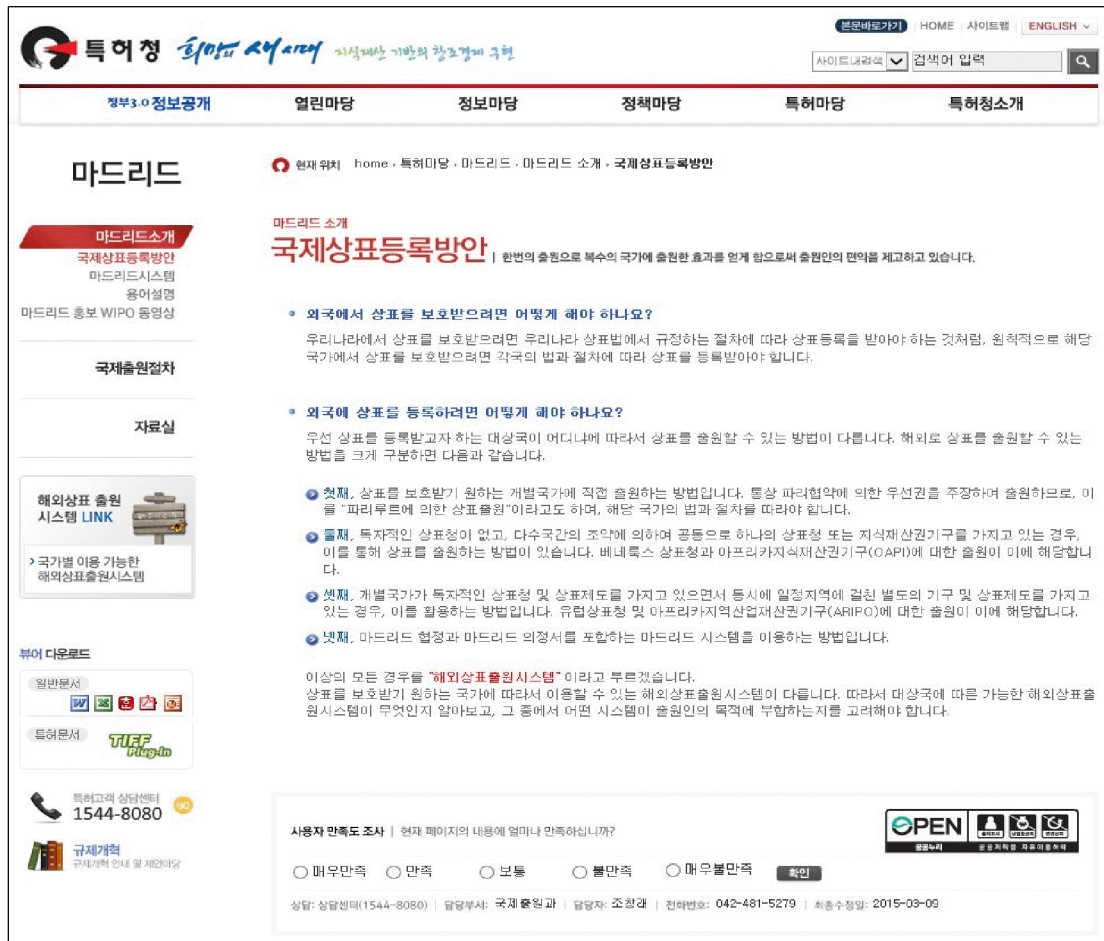 본문바로가기 HOME 사이트맵 ENGLISH
특허청 희망의 새시대 지식재산 기반의 창조경제 구현
사이트내검색 검색어 입력
정부3.0 정보공개 열린마당 정보마당 정책마당 특허마당 특허청소개
마드리드
현재 위치 home · 특허마당 · 마드리드 · 마드리드 소개 · 국제상표등록방안
마드리드소개
국제상표등록방안
마드리드시스템
용어설명
마드리드 홍보 WIPO 동영상
국제출원절차
자료실
해외상표 출원
시스템 LINK
국가별 이용 가능한
해외상표출원시스템
뷰어 다운로드
일반문서
특허문서 TIFF
Plug-in
특허고객 상담센터
1544-8080 GO
규제개혁
규제개혁 안내 및 제안마당
마드리드 소개
국제상표등록방안 | 한번의 출원으로 복수의 국가에 출원한 효과를 얻게 함으로써 출원인의 편익을 제고하고 있습니다.
외국에서 상표를 보호받으려면 어떻게 해야 하나요?
우리나라에서 상표를 보호받으려면 우리나라 상표법에서 규정하는 절차에 따라 상표등록을 받아야 하는 것처럼, 원칙적으로 해당
국가에서 상표를 보호받으려면 각국의 법과 절차에 따라 상표를 등록받아야 합니다.
외국에 상표를 등록하려면 어떻게 해야 하나요?
우선 상표를 등록받고자 하는 대상국이 어디냐에 따라서 상표를 출원할 수 있는 방법이 다릅니다. 해외로 상표를 출원할 수 있는
방법을 크게 구분하면 다음과 같습니다.
첫째, 상표를 보호받기 원하는 개별국가에 직접 출원하는 방법입니다. 통상 파리협약에 의한 우선권을 주장하여 출원하므로, 이
를 "파리루트에 의한 상표출원"이라고도 하며, 해당 국가의 법과 절차를 따라야 합니다.
둘째, 독자적인 상표청이 없고, 다수국간의 조약에 의하여 공동으로 하나의 상표청 또는 지식재산권기구를 가지고 있는 경우,
이를 통해 상표를 출원하는 방법이 있습니다. 베네룩스 상표청과 아프리카지식재산권기구(OAPI)에 대한 출원이 이에 해당합니
다.
셋째, 개별국가가 독자적인 상표청 및 상표제도를 가지고 있으면서 동시에 일정지역에 걸친 별도의 기구 및 상표제도를 가지고
있는 경우, 이를 활용하는 방법입니다. 유럽상표청 및 아프리카지역산업재산권기구(ARIPO)에 대한 출원이 이에 해당합니다.
넷째, 마드리드 협정과 마드리드 의정서를 포함하는 마드리드 시스템을 이용하는 방법입니다.
이상의 모든 경우를 "해외상표출원시스템" 이라고 부르겠습니다.
상표를 보호받기 원하는 국가에 따라서 이용할 수 있는 해외상표출원시스템이 다릅니다. 따라서 대상국에 따른 가능한 해외상표출
원시스템이 무엇인지 알아보고, 그 중에서 어떤 시스템이 출원인의 목적에 부합하는지를 고려해야 합니다.
사용자 만족도 조사 | 현재 페이지의 내용에 얼마나 만족하십니까?
OPEN
공공누리 공공저작물 자유이용허락
매우만족 만족 보통 불만족 매우불만족 확인
상담: 상담센터(1544-8080) | 담당부서: 국제출원과 | 담당자: 조창래 | 전화번호: 042-481-5279 | 최종수정일: 2015-03-09